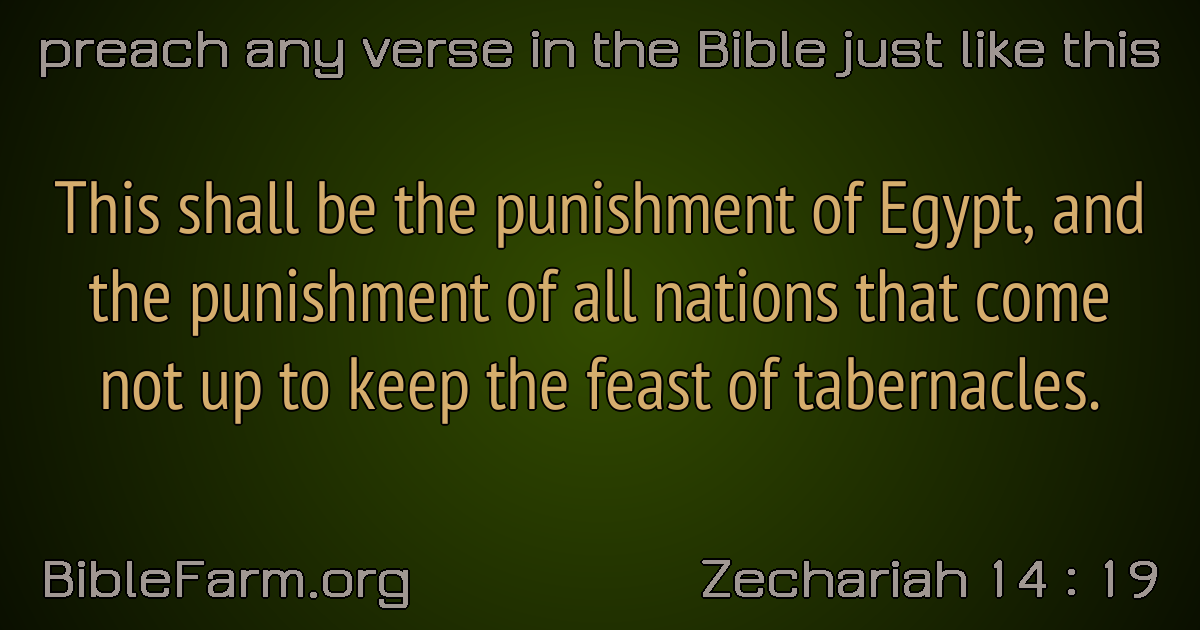 preach any verse in the Bible just like this
This shall be the punishment of Egypt, and
the punishment of all nations that come
not up to keep the feast of tabernacles.
BibleFarm.org
Zechariah 14 : 19